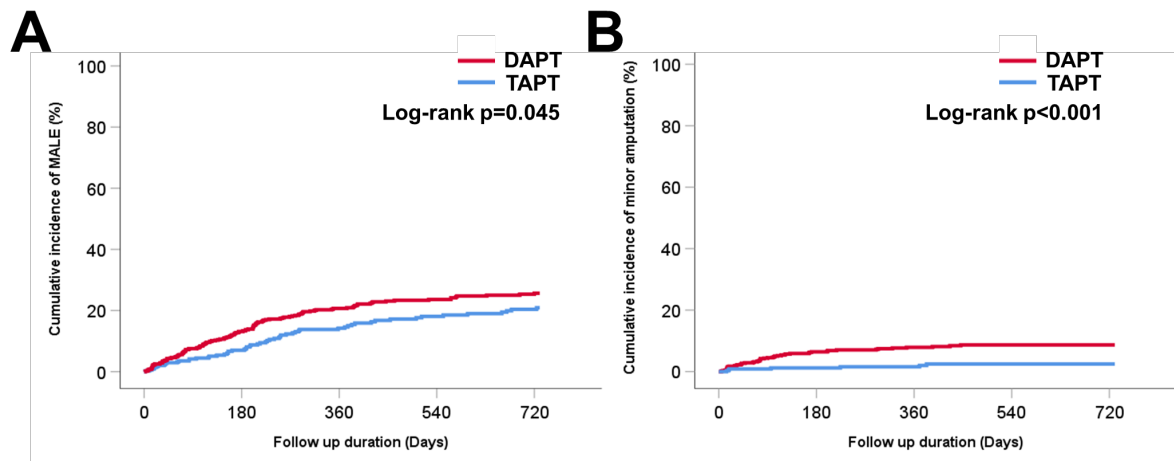 A
DAPT
TAPT
Log-rank p=0.045
Cumulative incidence of MALE (%)
100
80
60
40
20
0
0 180 360 540 720
Follow up duration (Days)
B
DAPT
TAPT
Log-rank p<0.001
Cumulative incidence of minor amputation (%)
100
80
60
40
20
0
0 180 360 540 720
Follow up duration (Days)